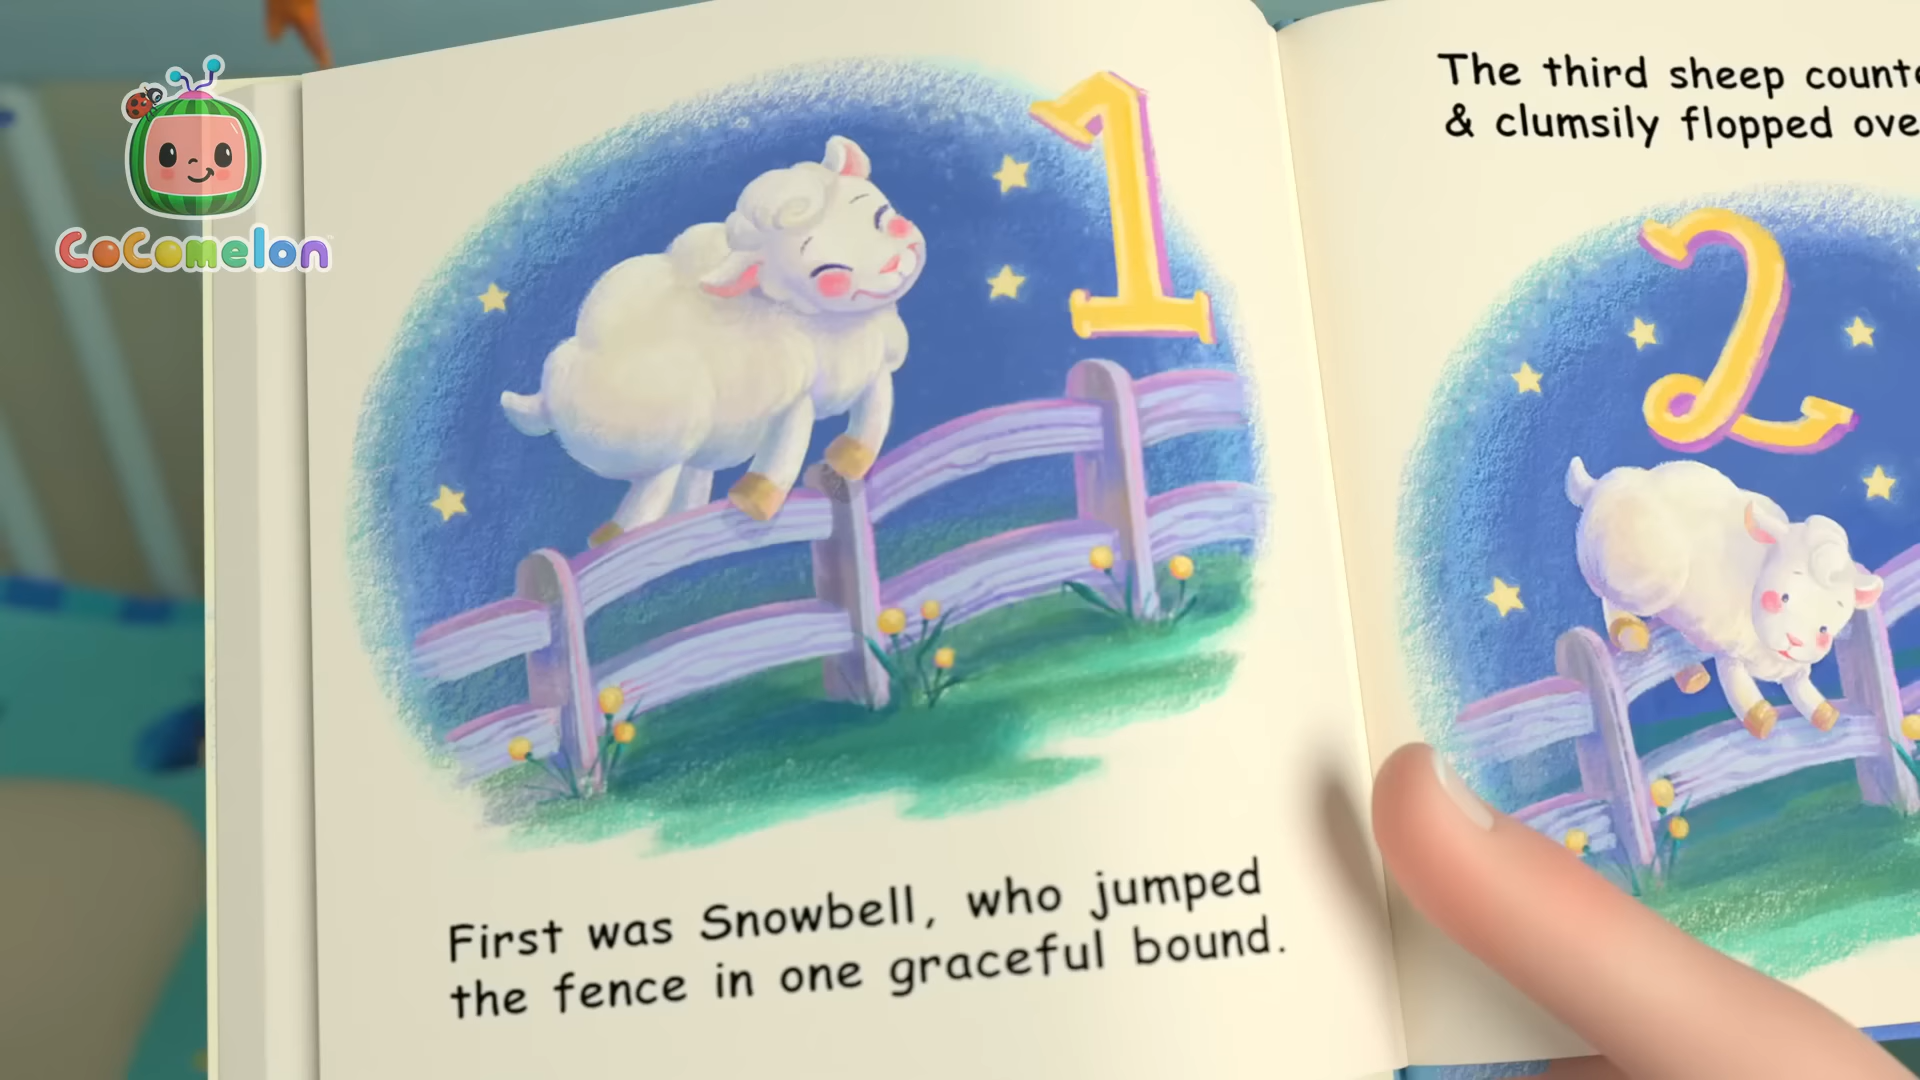 CoComelon
1
First was Snowbell, who jumped
the fence in one graceful bound.
The third sheep
& clumsily flopped
2